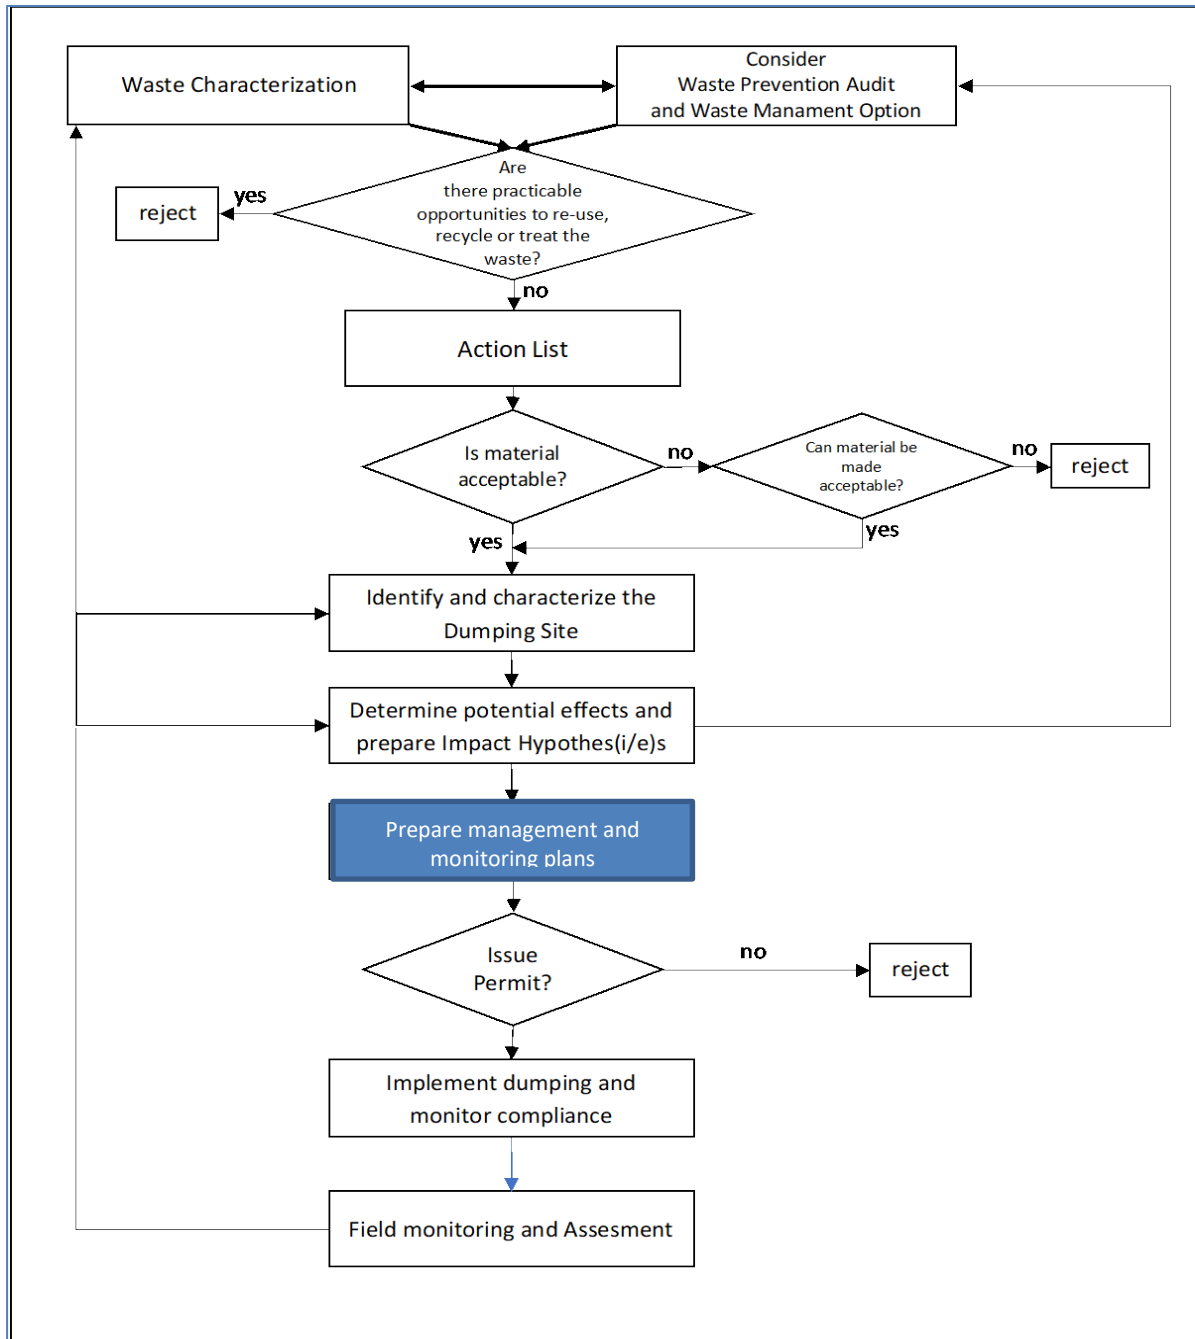 Waste Characterization
Consider
Waste Prevention Audit
and Waste Manament Option
Are
there practicable
opportunities to re-use,
recycle or treat the
waste?
yes
reject
no
Action List
Is material
acceptable?
no
Can material be
made
acceptable?
no
reject
yes
yes
Identify and characterize the
Dumping Site
Determine potential effects and
prepare Impact Hypothes(i/e)s
Prepare management and
monitoring plans
Issue
Permit?
no
reject
Implement dumping and
monitor compliance
Field monitoring and Assesment